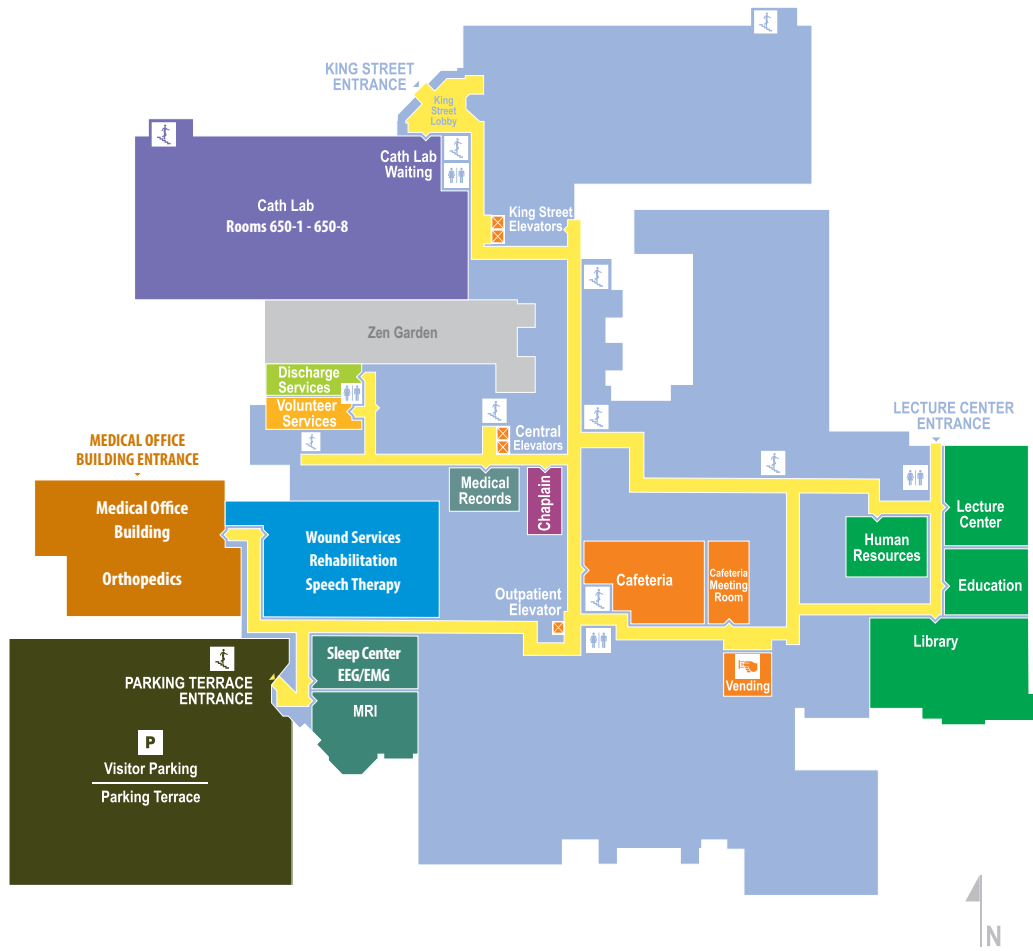 KING STREET
ENTRANCE
King
Street
Lobby
Cath Lab
Waiting
Cath Lab
Rooms 650-1 - 650-8
King Street
Elevators
Zen Garden
Discharge
Services
Volunteer
Services
Central
Elevators
LECTURE CENTER
ENTRANCE
MEDICAL OFFICE
BUILDING ENTRANCE
Medical
Records
Chaplain
Medical Office
Building
Orthopedics
Wound Services
Rehabilitation
Speech Therapy
Lecture
Center
Human
Resources
Cafeteria
Cafeteria
Meeting
Room
Education
Outpatient
Elevator
Library
Sleep Center
EEG/EMG
MRI
Vending
PARKING TERRACE
ENTRANCE
P
Visitor Parking
Parking Terrace
N